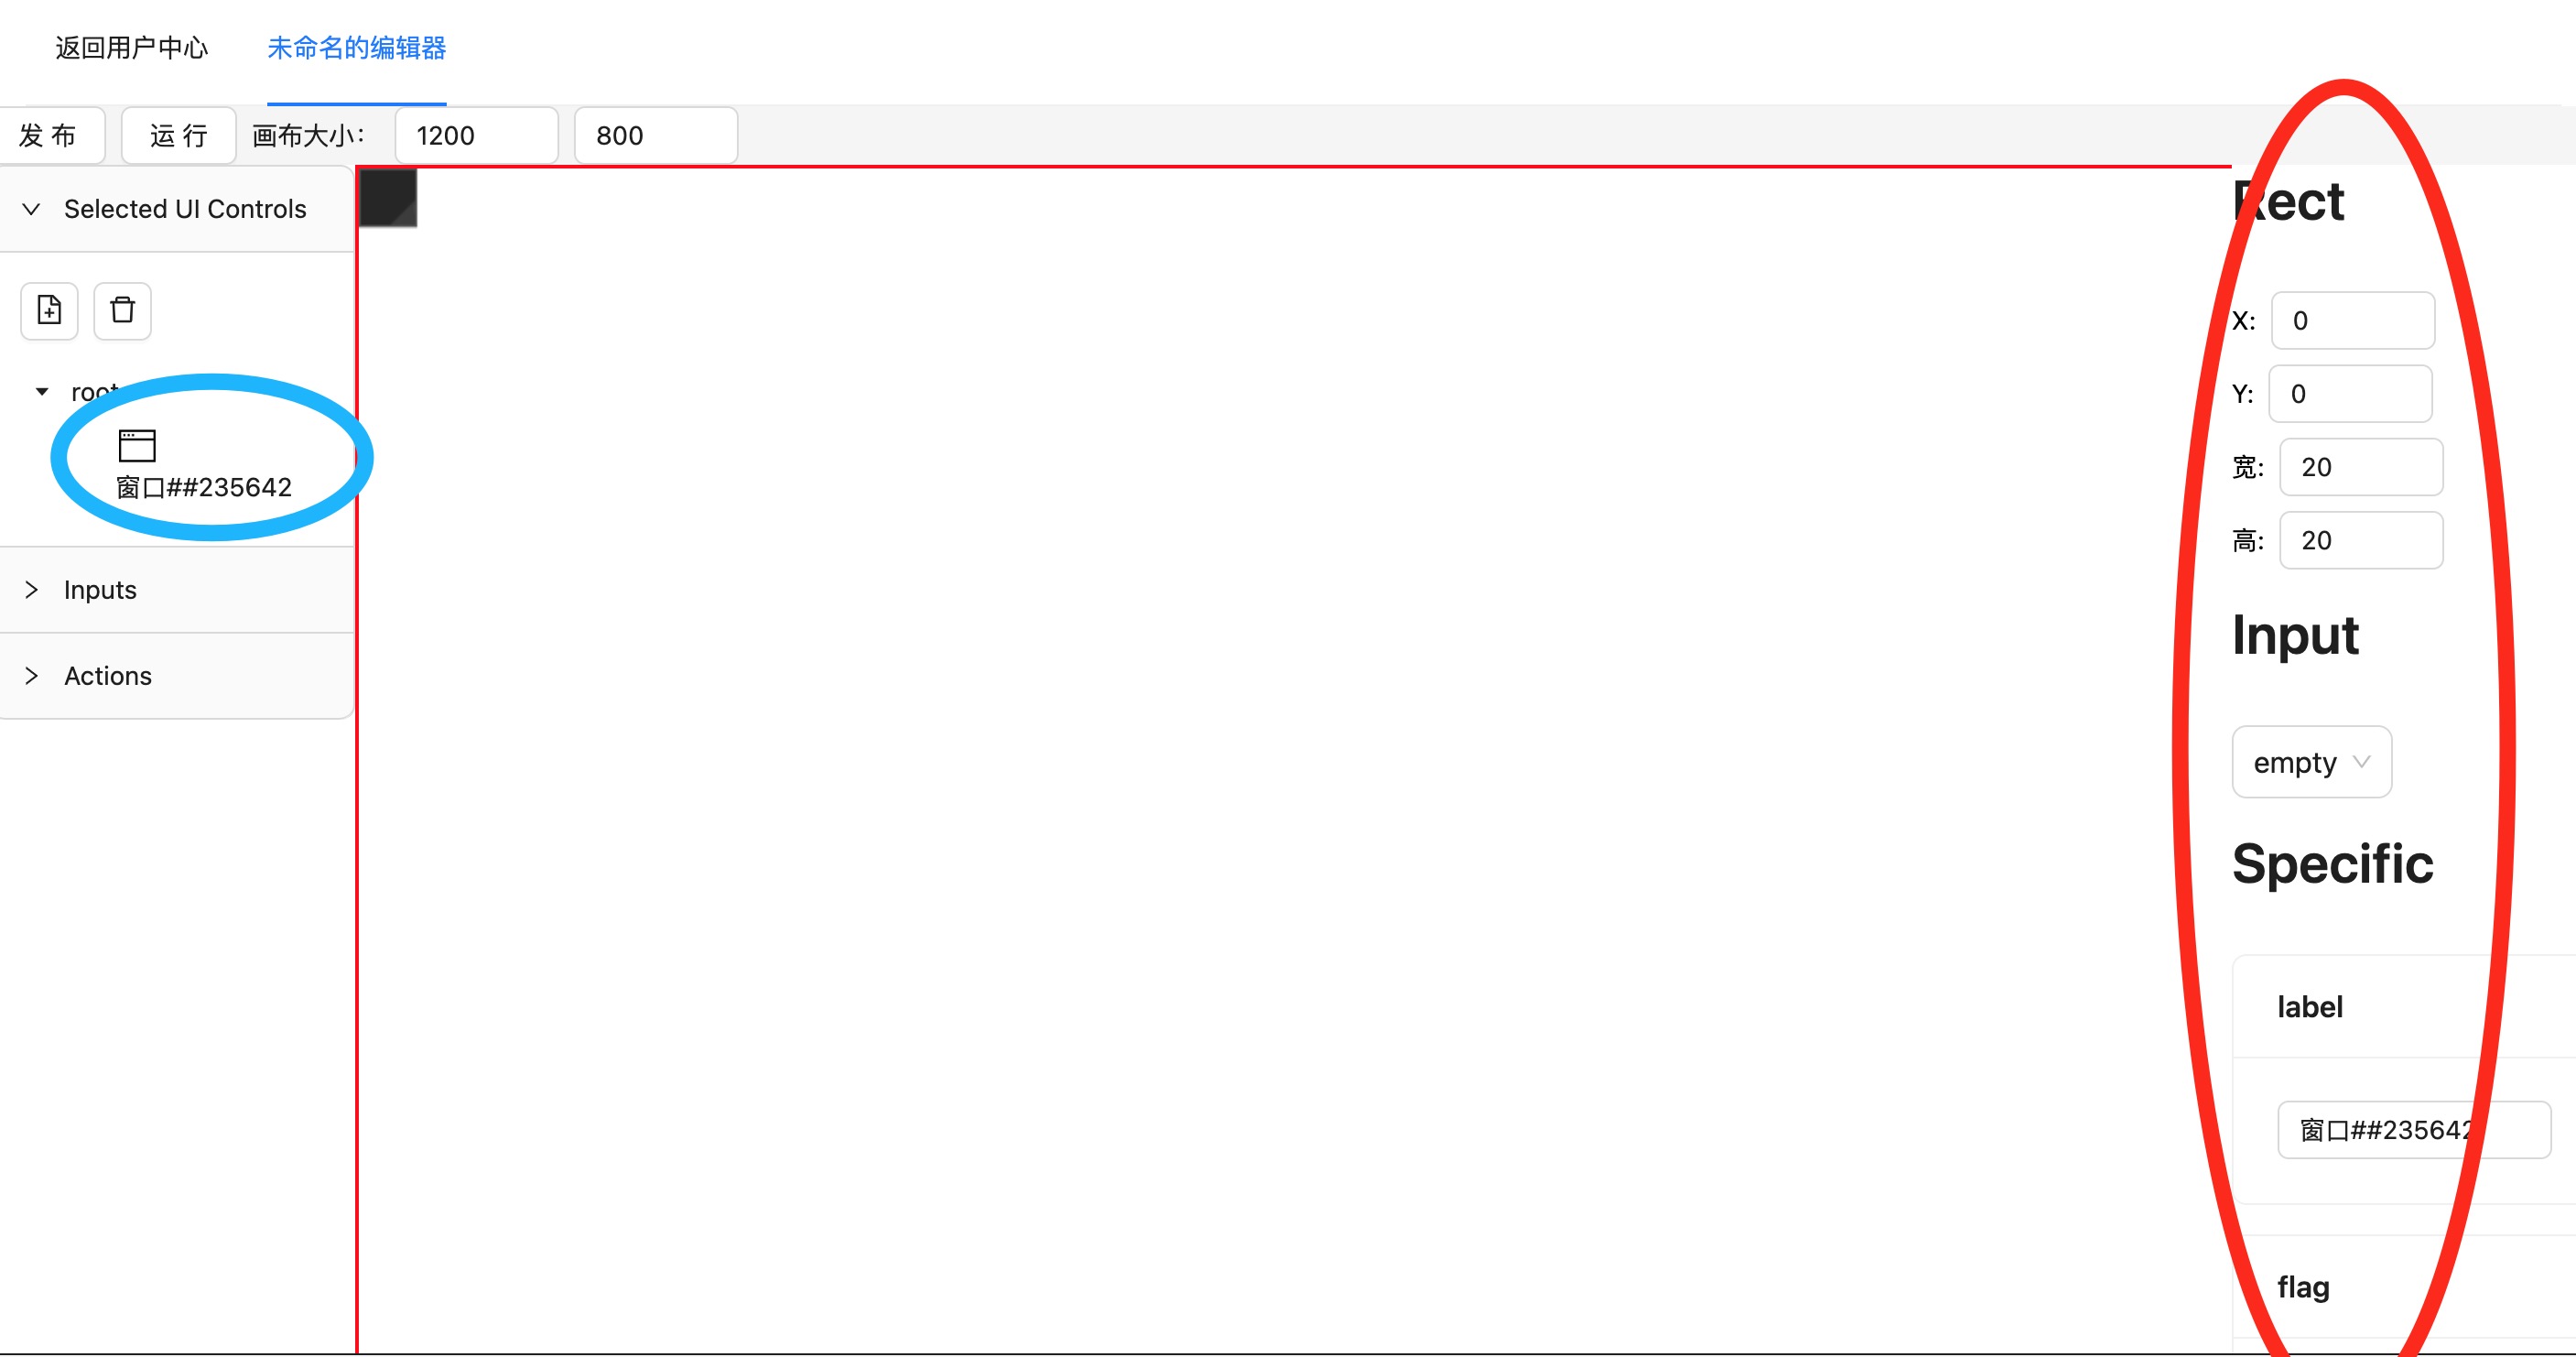 返回用户中心 未命名的编辑器
发布 运行 画布大小： 1200 800
Selected UI Controls
root
窗口##235642
Inputs
Actions
Rect
X: 0
Y: 0
宽: 20
高: 20
Input
empty
Specific
label
窗口##235642
flag